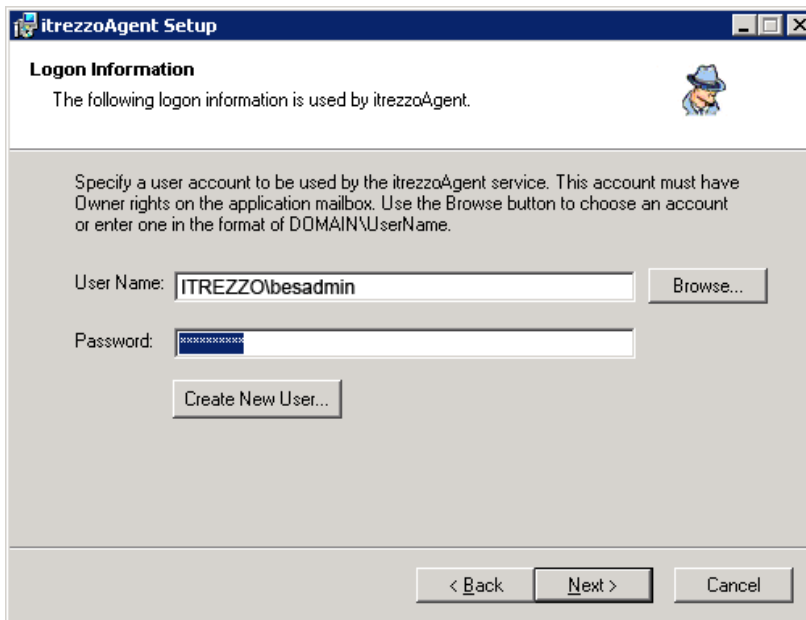 itrezzoAgent Setup
Logon Information
The following logon information is used by itrezzoAgent.
Specify a user account to be used by the itrezzoAgent service. This account must have
Owner rights on the application mailbox. Use the Browse button to choose an account
or enter one in the format of DOMAIN\UserName.
User Name: ITREZZO\besadmin Browse...
Password: **********
Create New User...
< Back Next > Cancel